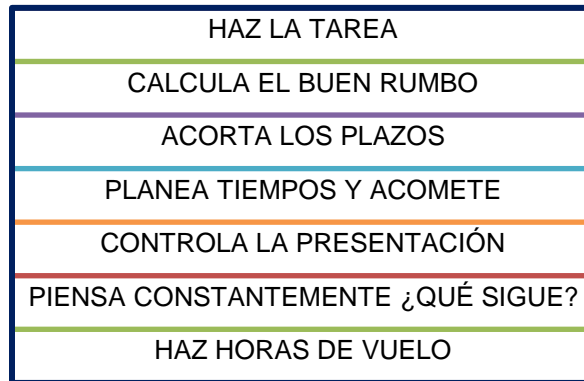 HAZ LA TAREA
CALCULA EL BUEN RUMBO
ACORTA LOS PLAZOS
PLANEA TIEMPOS Y ACOMETE
CONTROLA LA PRESENTACIÓN
PIENSA CONSTANTEMENTE ¿QUÉ SIGUE?
HAZ HORAS DE VUELO